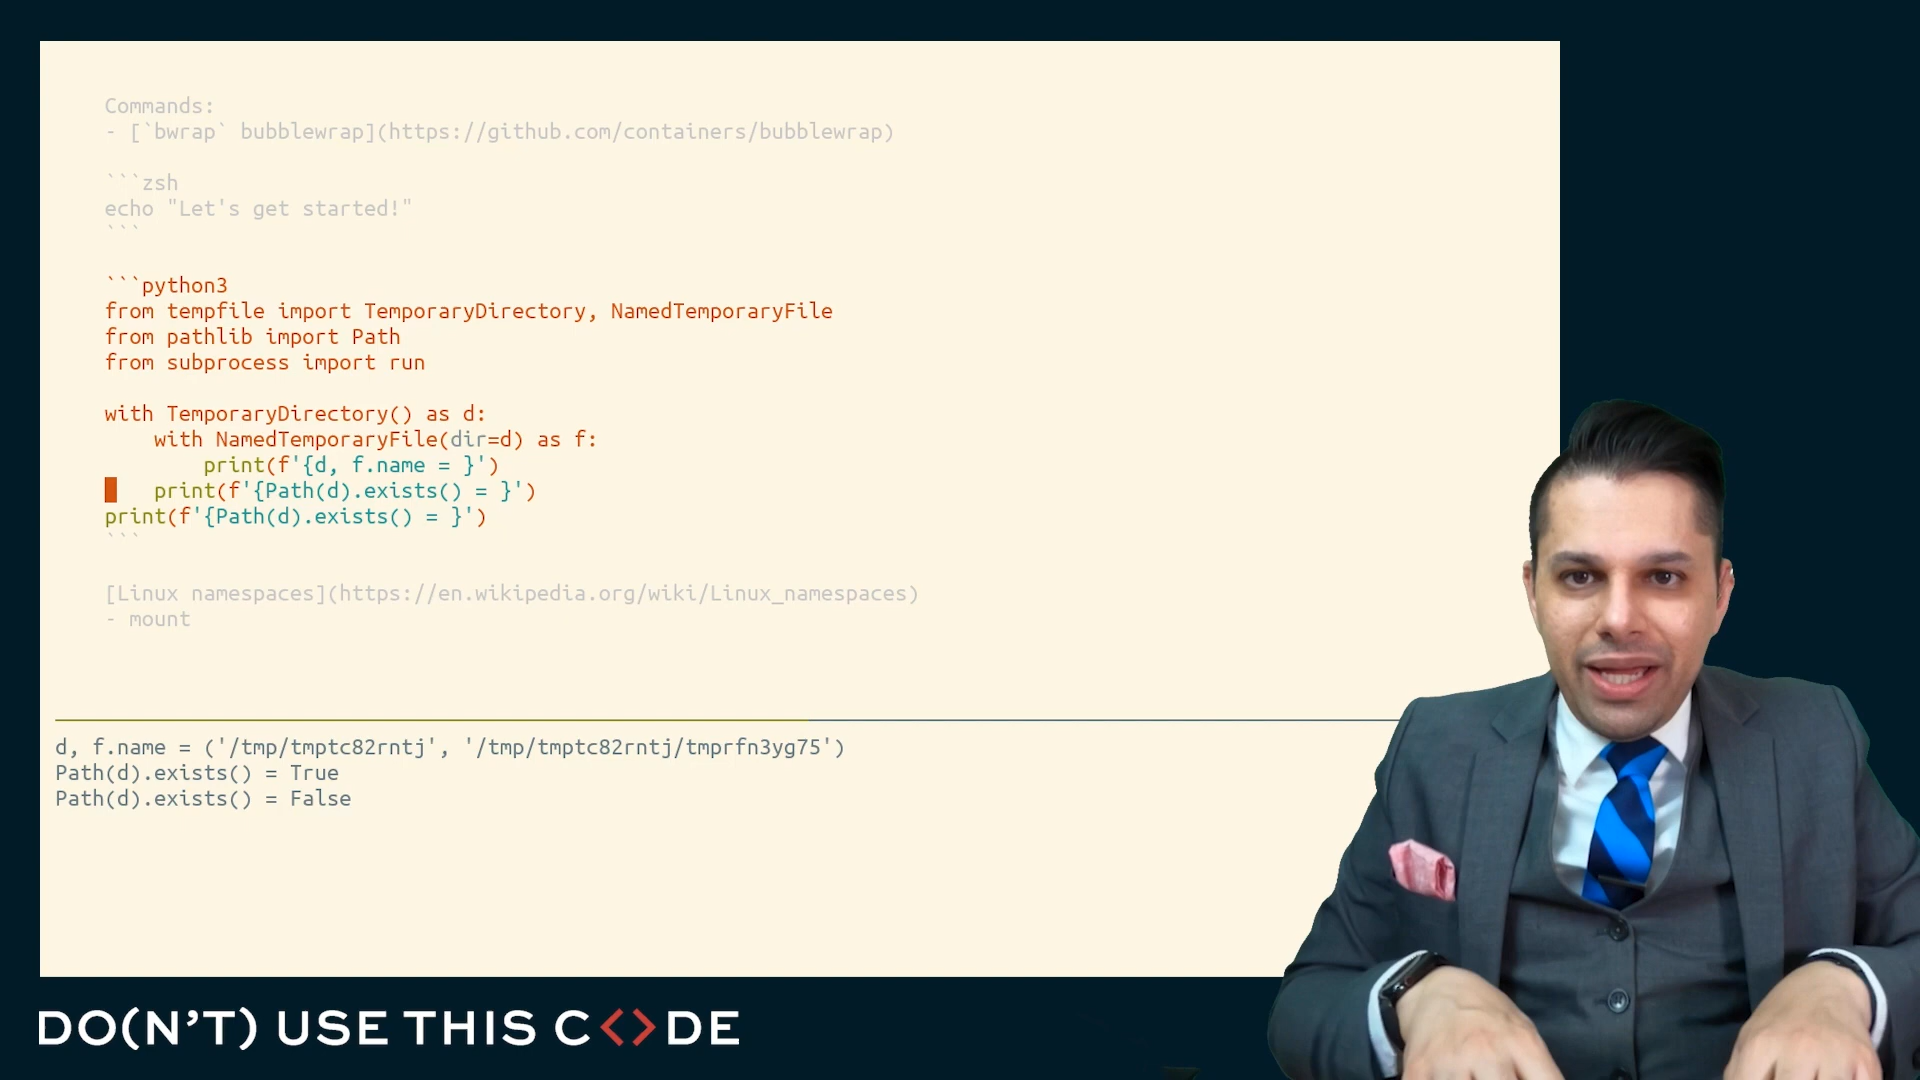 Commands:
- [`bwrap` bubblewrap](https://github.com/containers/bubblewrap)
```zsh
echo "Let's get started!"
```
```python3
from tempfile import TemporaryDirectory, NamedTemporaryFile
from pathlib import Path
from subprocess import run
with TemporaryDirectory() as d:
    with NamedTemporaryFile(dir=d) as f:
        print(f'{d, f.name = }')
    print(f'{Path(d).exists() = }')
print(f'{Path(d).exists() = }')
```
[Linux namespaces](https://en.wikipedia.org/wiki/Linux_namespaces)
- mount
d, f.name = ('/tmp/tmptc82rntj', '/tmp/tmptc82rntj/tmprfn3yg75')
Path(d).exists() = True
Path(d).exists() = False
DO(N'T) USE THIS C<>DE